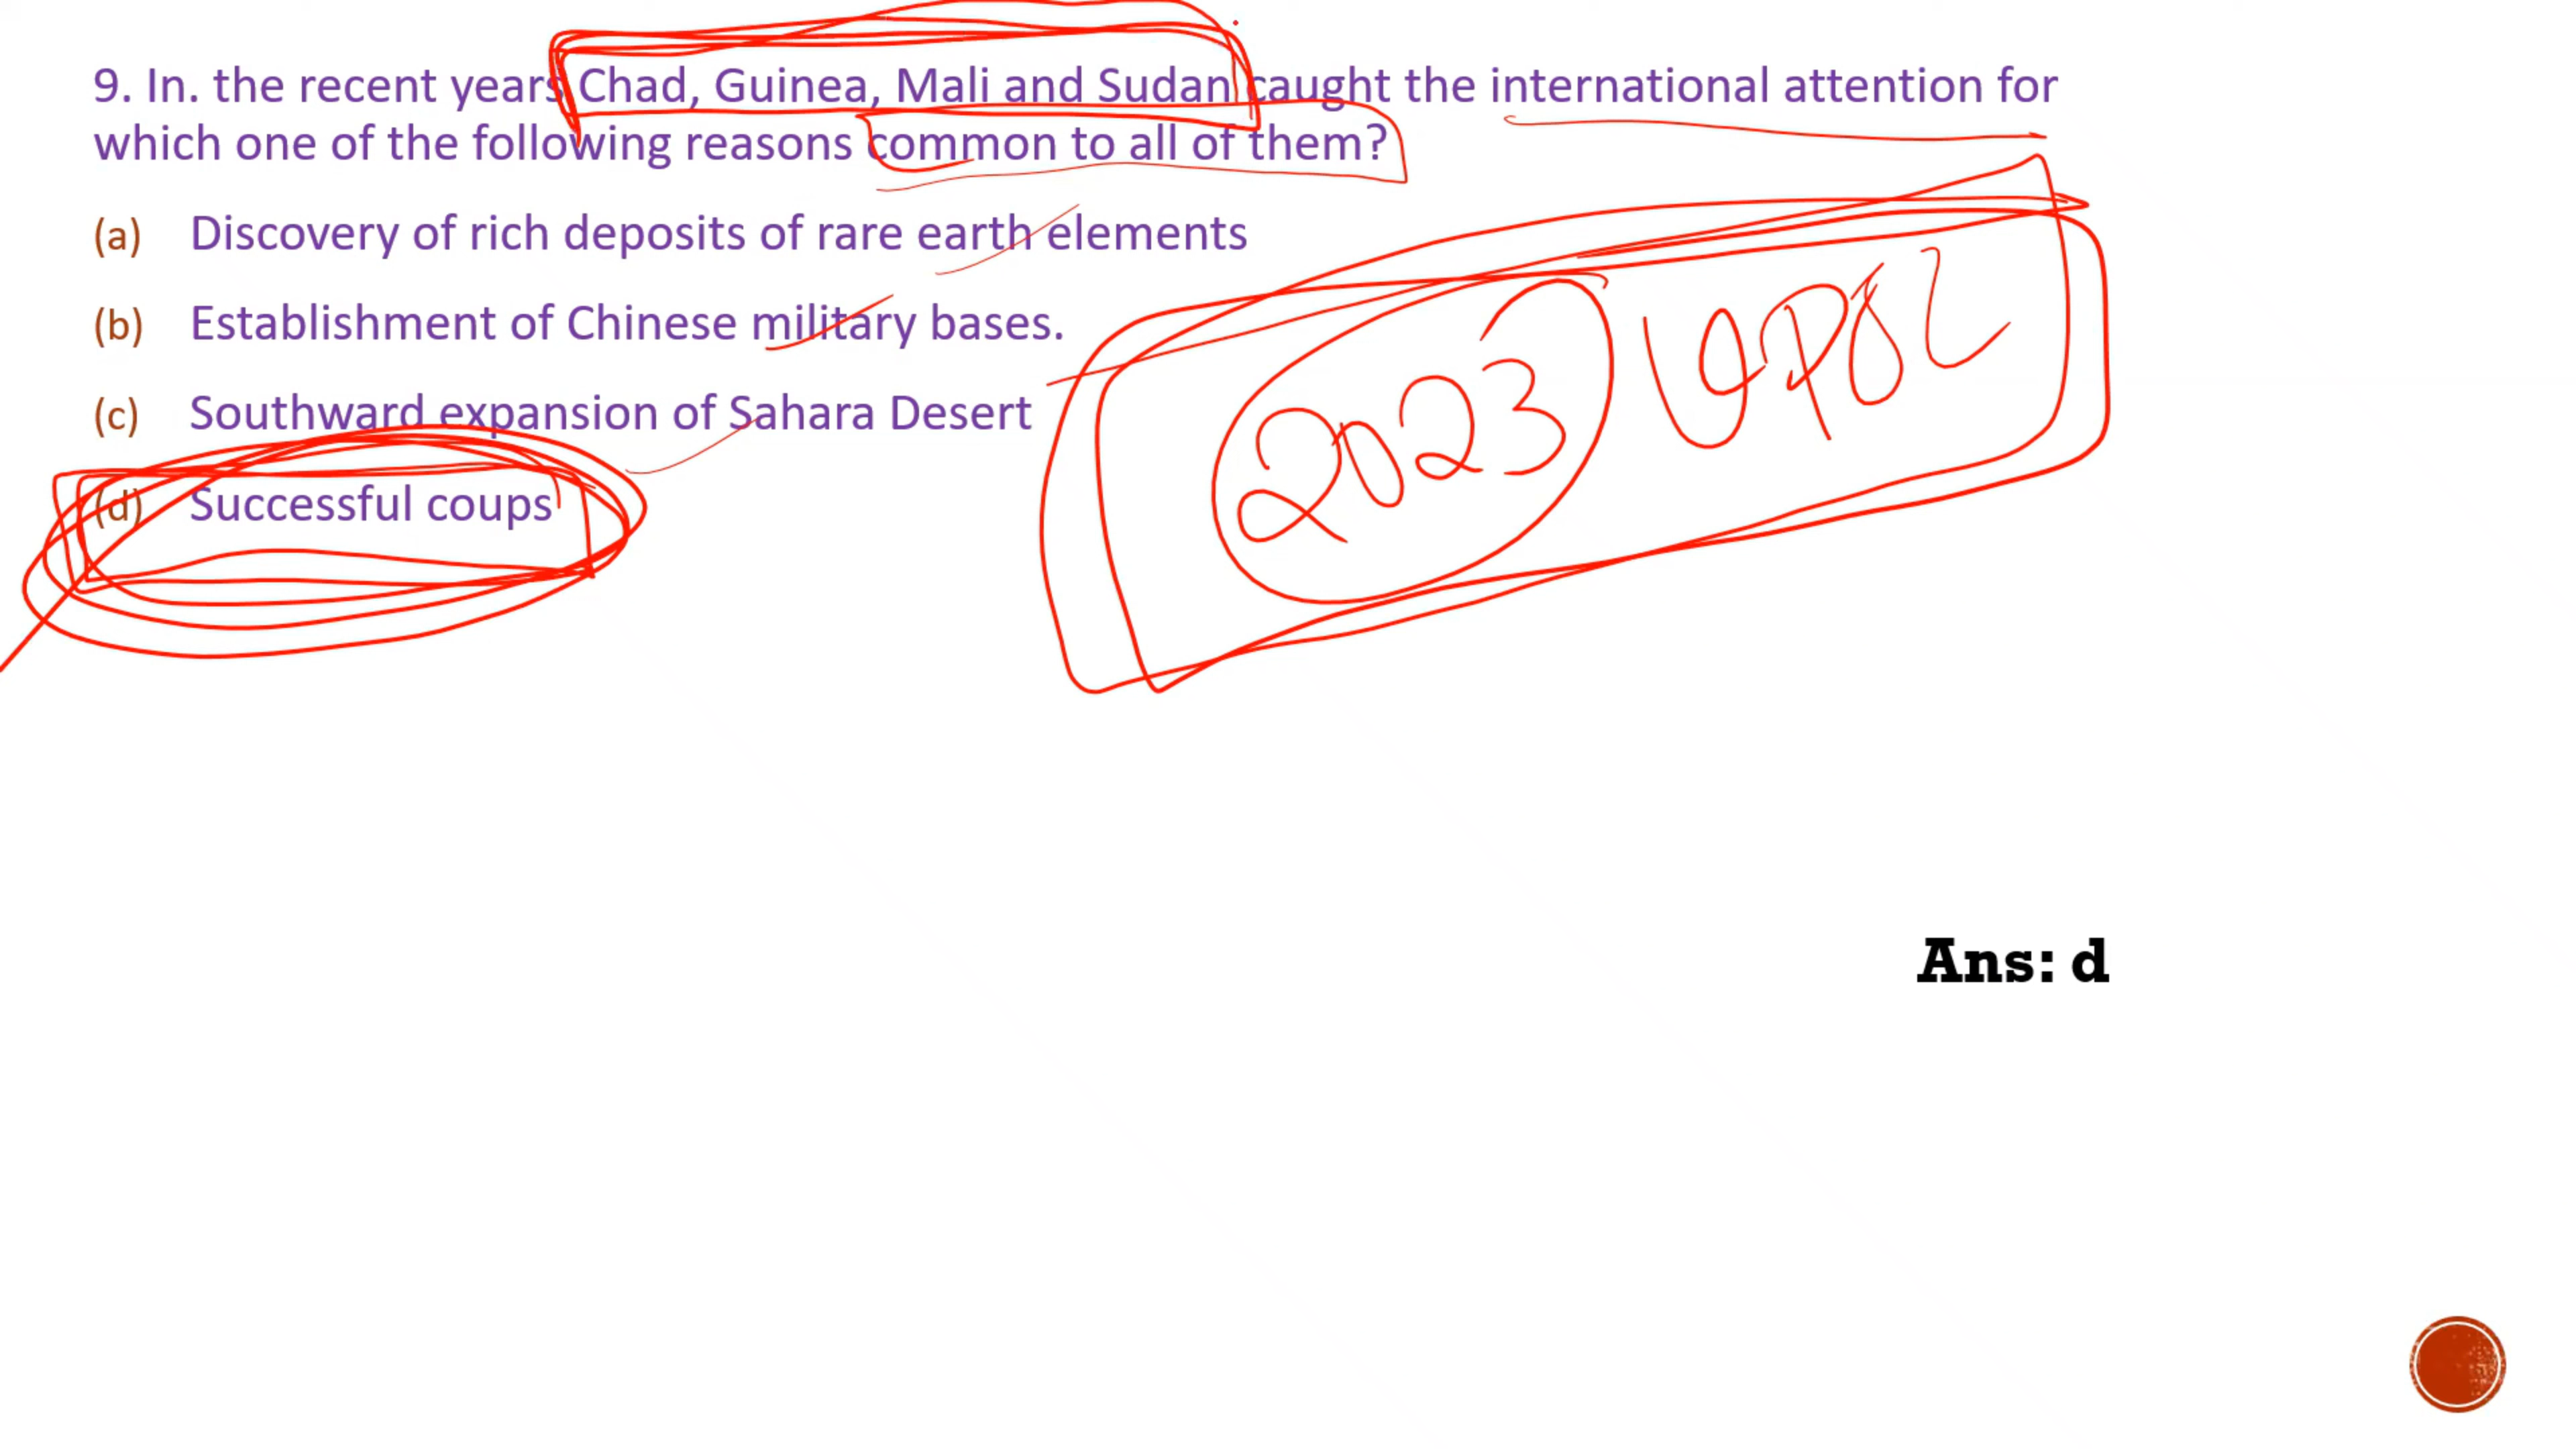 9. In. the recent years Chad, Guinea, Mali and Sudan caught the international attention for
which one of the following reasons common to all of them?
(a) Discovery of rich deposits of rare earth elements
(b) Establishment of Chinese military bases.
(c) Southward expansion of Sahara Desert
(d) Successful coups
2023 UPSC
Ans: d